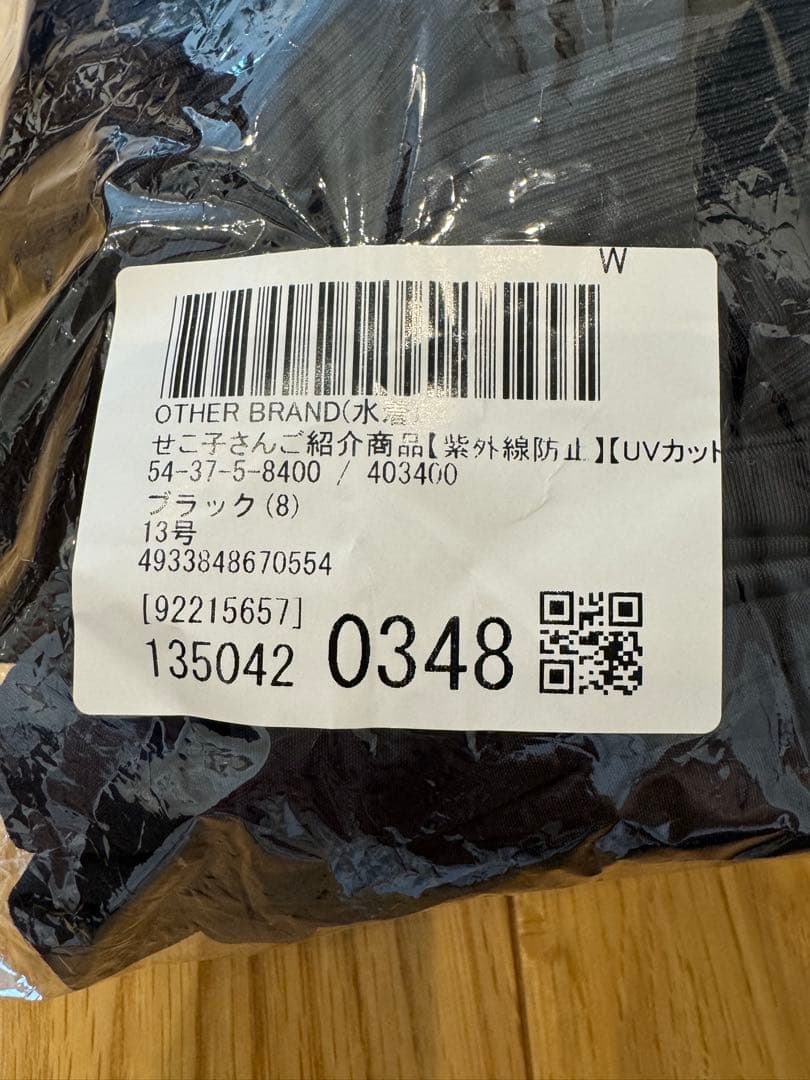 W
OTHER BRAND(水着)
せこ子さんご紹介商品【紫外線防止】【UVカット
54-37-5-8400 / 403400
ブラック(8)
13号
4933848670554
[92215657]
135042 0348